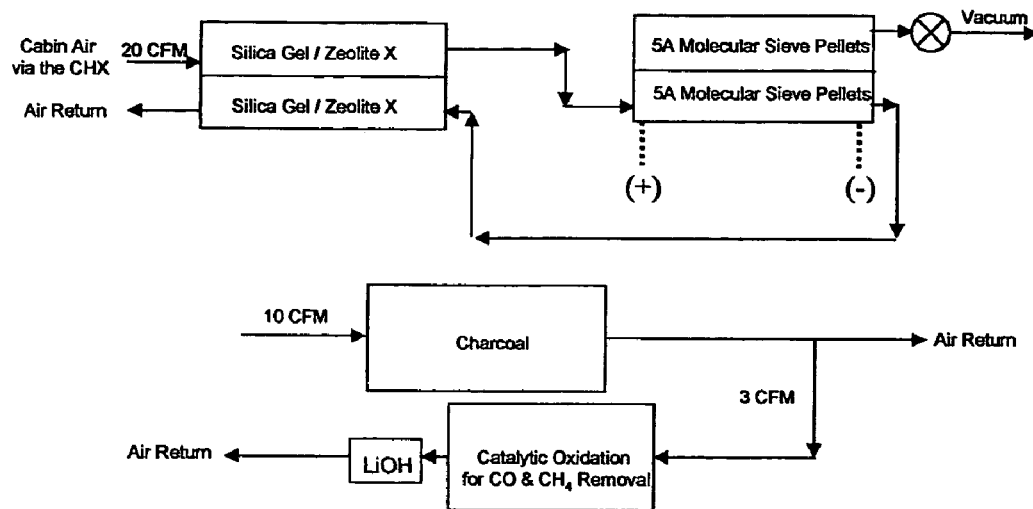 Cabin Air
via the CHX
20 CFM
Air Return
Silica Gel / Zeolite X
Silica Gel / Zeolite X
5A Molecular Sieve Pellets
5A Molecular Sieve Pellets
Vacuum
(+)
(-)
10 CFM
Charcoal
Air Return
3 CFM
Air Return
LiOH
Catalytic Oxidation
for CO & CH₄ Removal